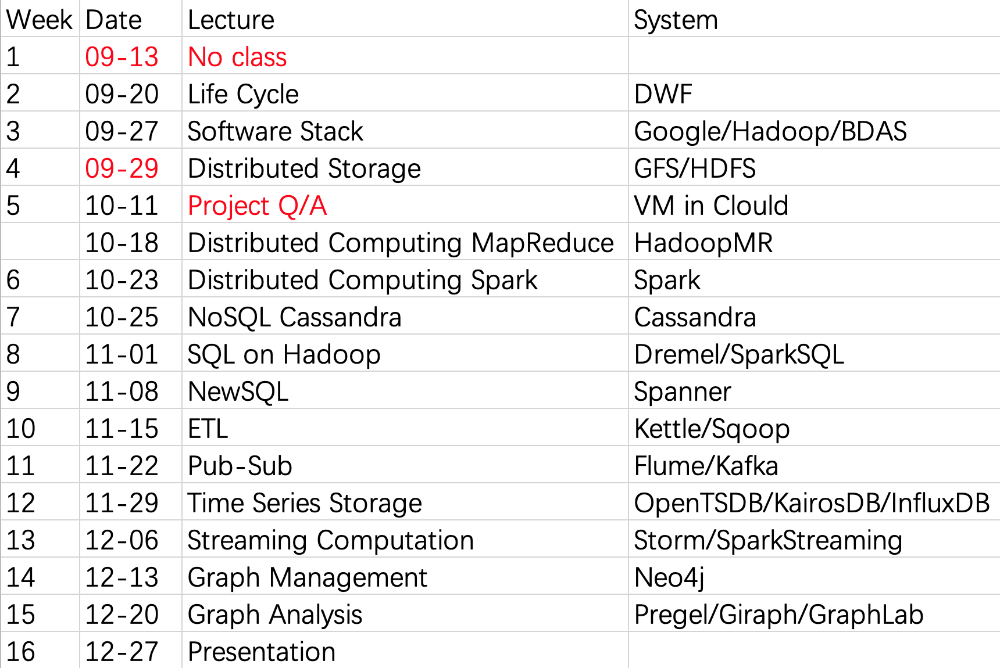 Week Date Lecture System
1 09-13 No class
2 09-20 Life Cycle DWF
3 09-27 Software Stack Google/Hadoop/BDAS
4 09-29 Distributed Storage GFS/HDFS
5 10-11 Project Q/A VM in Clould
10-18 Distributed Computing MapReduce HadoopMR
6 10-23 Distributed Computing Spark Spark
7 10-25 NoSQL Cassandra Cassandra
8 11-01 SQL on Hadoop Dremel/SparkSQL
9 11-08 NewSQL Spanner
10 11-15 ETL Kettle/Sqoop
11 11-22 Pub-Sub Flume/Kafka
12 11-29 Time Series Storage OpenTSDB/KairosDB/InfluxDB
13 12-06 Streaming Computation Storm/SparkStreaming
14 12-13 Graph Management Neo4j
15 12-20 Graph Analysis Pregel/Giraph/GraphLab
16 12-27 Presentation